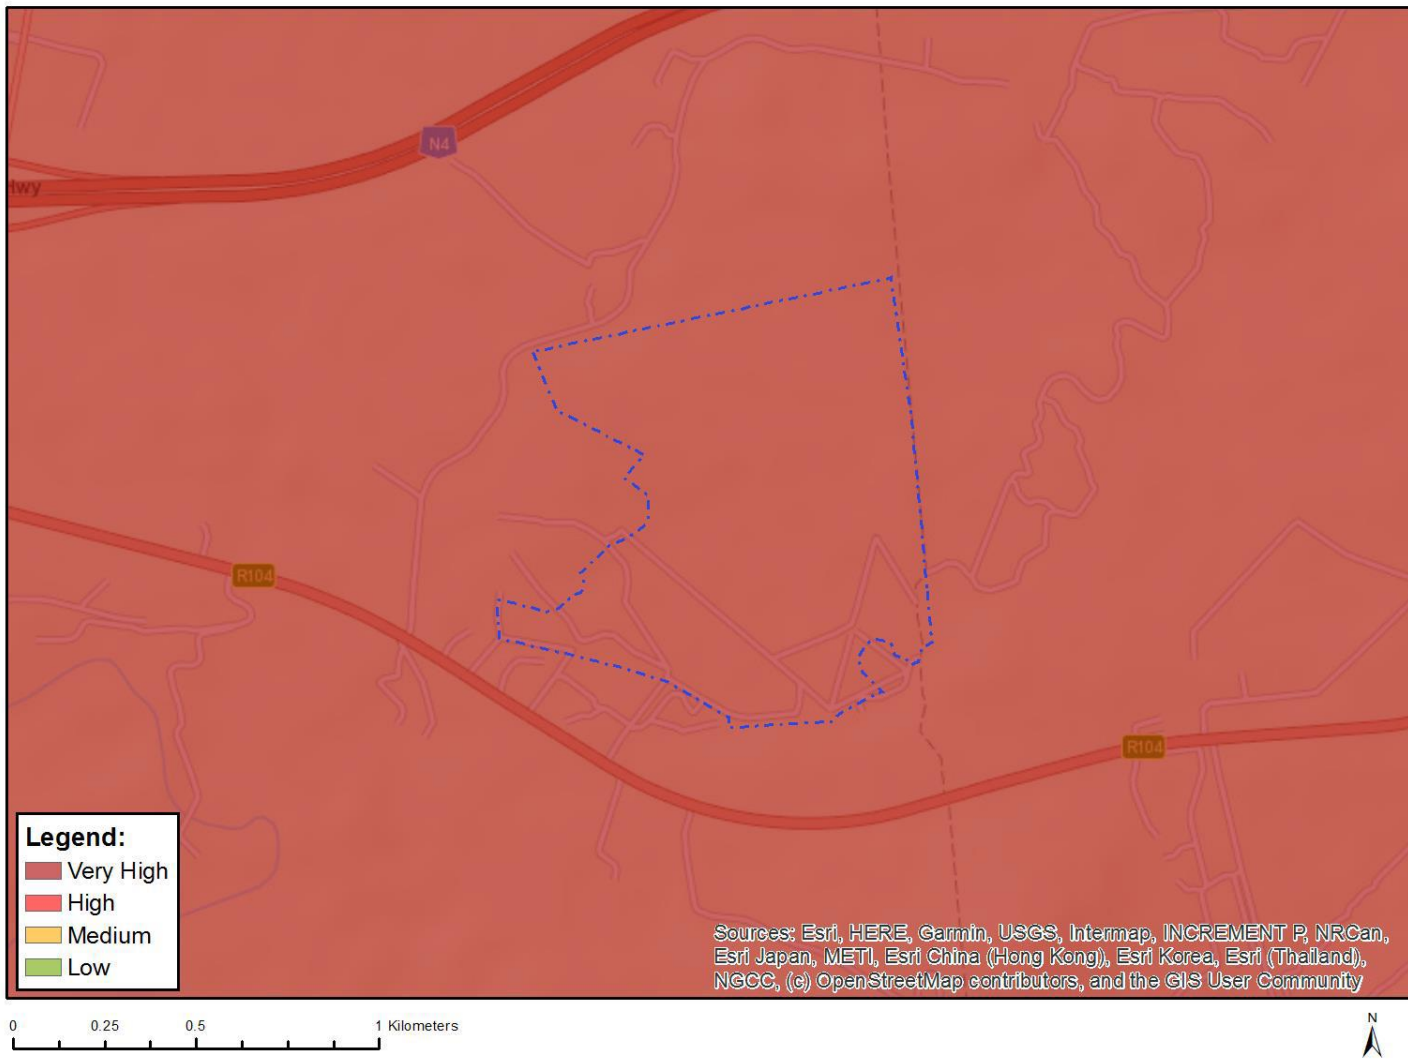 N4
lwy
R104
R104
Legend:
Very High
High
Medium
Low
Sources: Esri, HERE, Garmin, USGS, Intermap, INCREMENT P, NRCan,
Esri Japan, METI, Esri China (Hong Kong), Esri Korea, Esri (Thailand),
NGCC, (c) OpenStreetMap contributors, and the GIS User Community
0 0.25 0.5 1 Kilometers
N